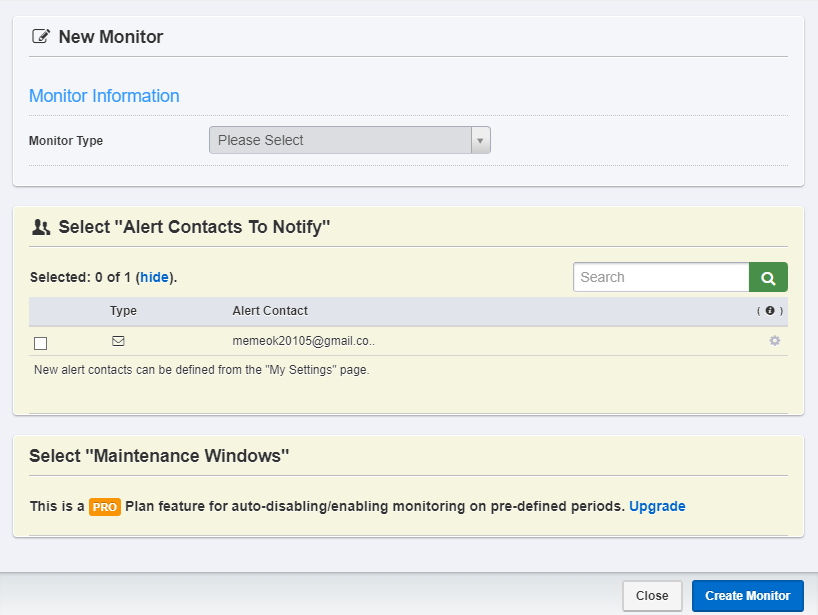 New Monitor
Monitor Information
Monitor Type
Please Select
Select "Alert Contacts To Notify"
Selected: 0 of 1 (hide).
Search
Type Alert Contact ( i )
memeok20105@gmail.co..
New alert contacts can be defined from the "My Settings" page.
Select "Maintenance Windows"
This is a PRO Plan feature for auto-disabling/enabling monitoring on pre-defined periods. Upgrade
Close Create Monitor